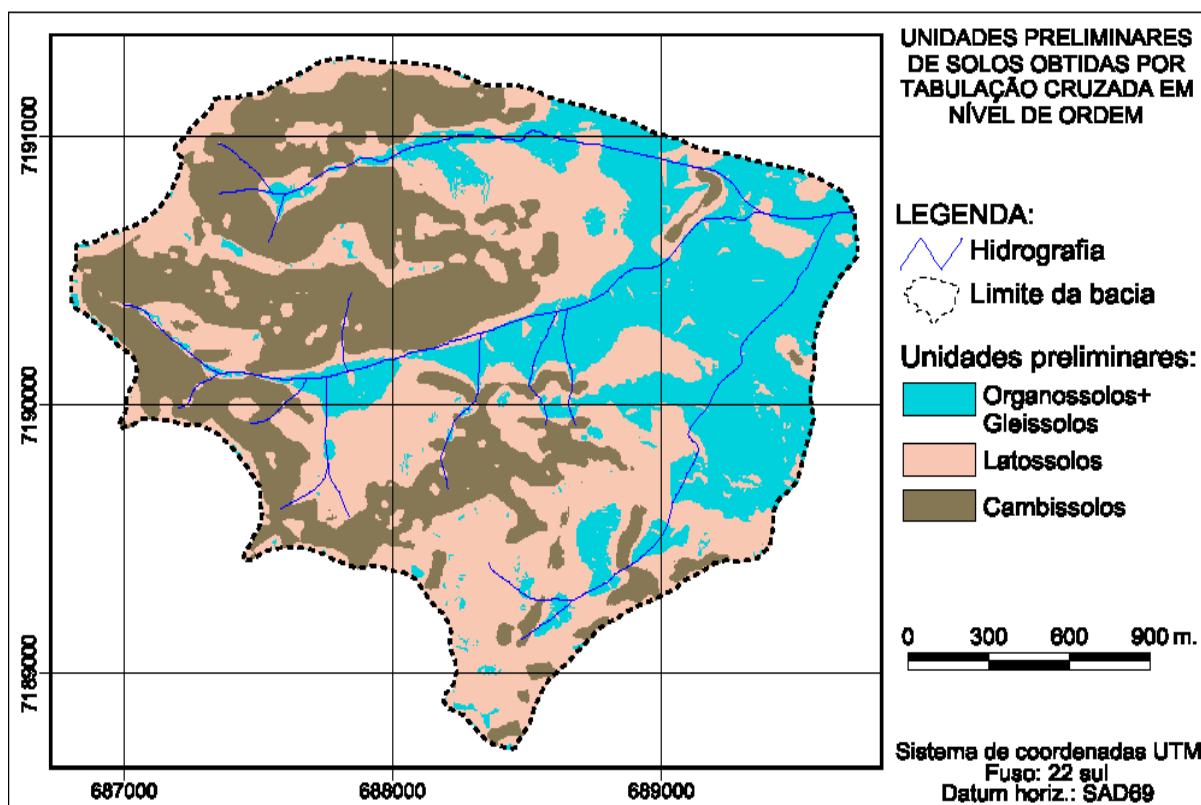 UNIDADES PRELIMINARES
DE SOLOS OBTIDAS POR
TABULAÇÃO CRUZADA EM
NÍVEL DE ORDEM
LEGENDA:
Hidrografia
Limite da bacia
Unidades preliminares:
Organossolos+
Gleissolos
Latossolos
Cambissolos
0 300 600 900 m.
Sistema de coordenadas UTM
Fuso: 22 sul
Datum horiz.: SAD69
7191000
7190000
7189000
687000 688000 689000